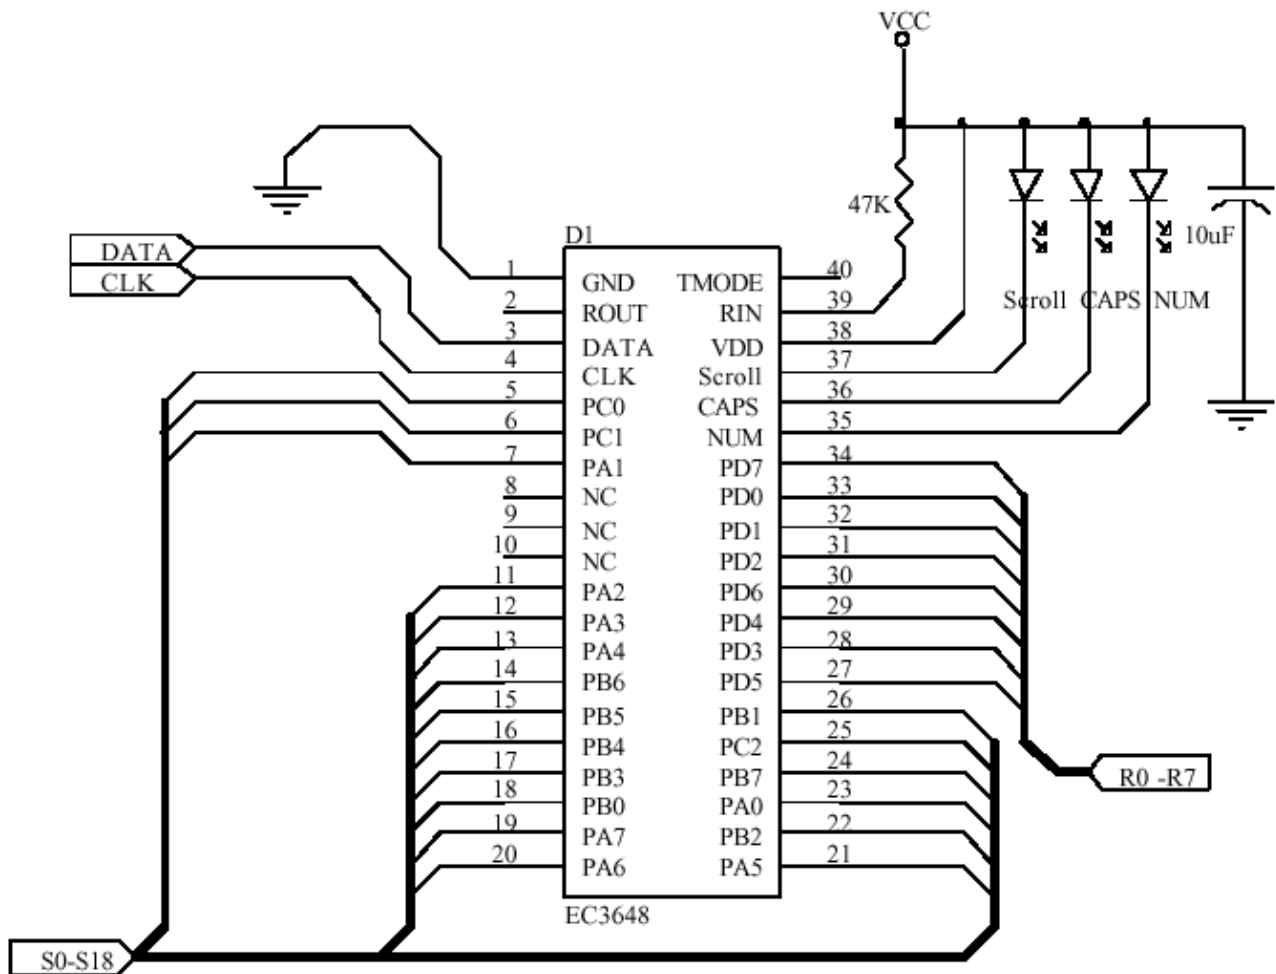 VCC
47K
10uF
Scroll CAPS NUM
DATA
CLK
D1
1 GND TMODE 40
2 ROUT RIN 39
3 DATA VDD 38
4 CLK Scroll 37
5 PC0 CAPS 36
6 PC1 NUM 35
7 PA1 PD7 34
8 NC PD0 33
9 NC PD1 32
10 NC PD2 31
11 PA2 PD6 30
12 PA3 PD4 29
13 PA4 PD3 28
14 PB6 PD5 27
15 PB5 PB1 26
16 PB4 PC2 25
17 PB3 PB7 24
18 PB0 PA0 23
19 PA7 PB2 22
20 PA6 PA5 21
EC3648
R0 -R7
S0-S18